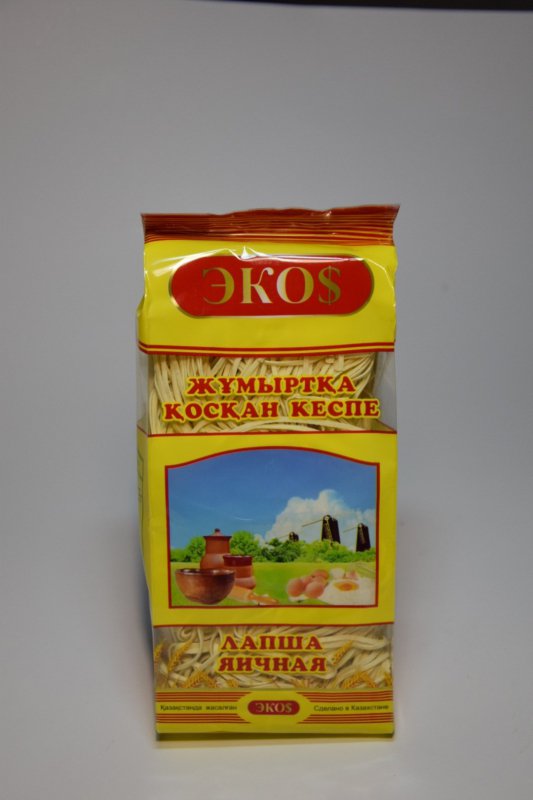 ЭКО$
ЖҰМЫРТҚА
ҚОСҚАН КЕСПЕ
ЛАПША
ЯИЧНАЯ
Қазақстанда жасалған ЭКО$ Сделано в Казахстане